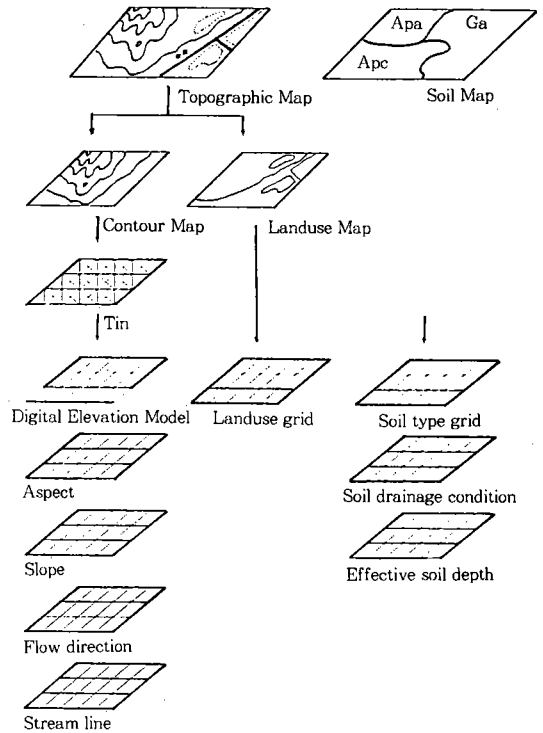 Apa
Ga
Apc
Topographic Map
Soil Map
Contour Map
Landuse Map
Tin
Digital Elevation Model
Landuse grid
Soil type grid
Aspect
Soil drainage condition
Slope
Effective soil depth
Flow direction
Stream line